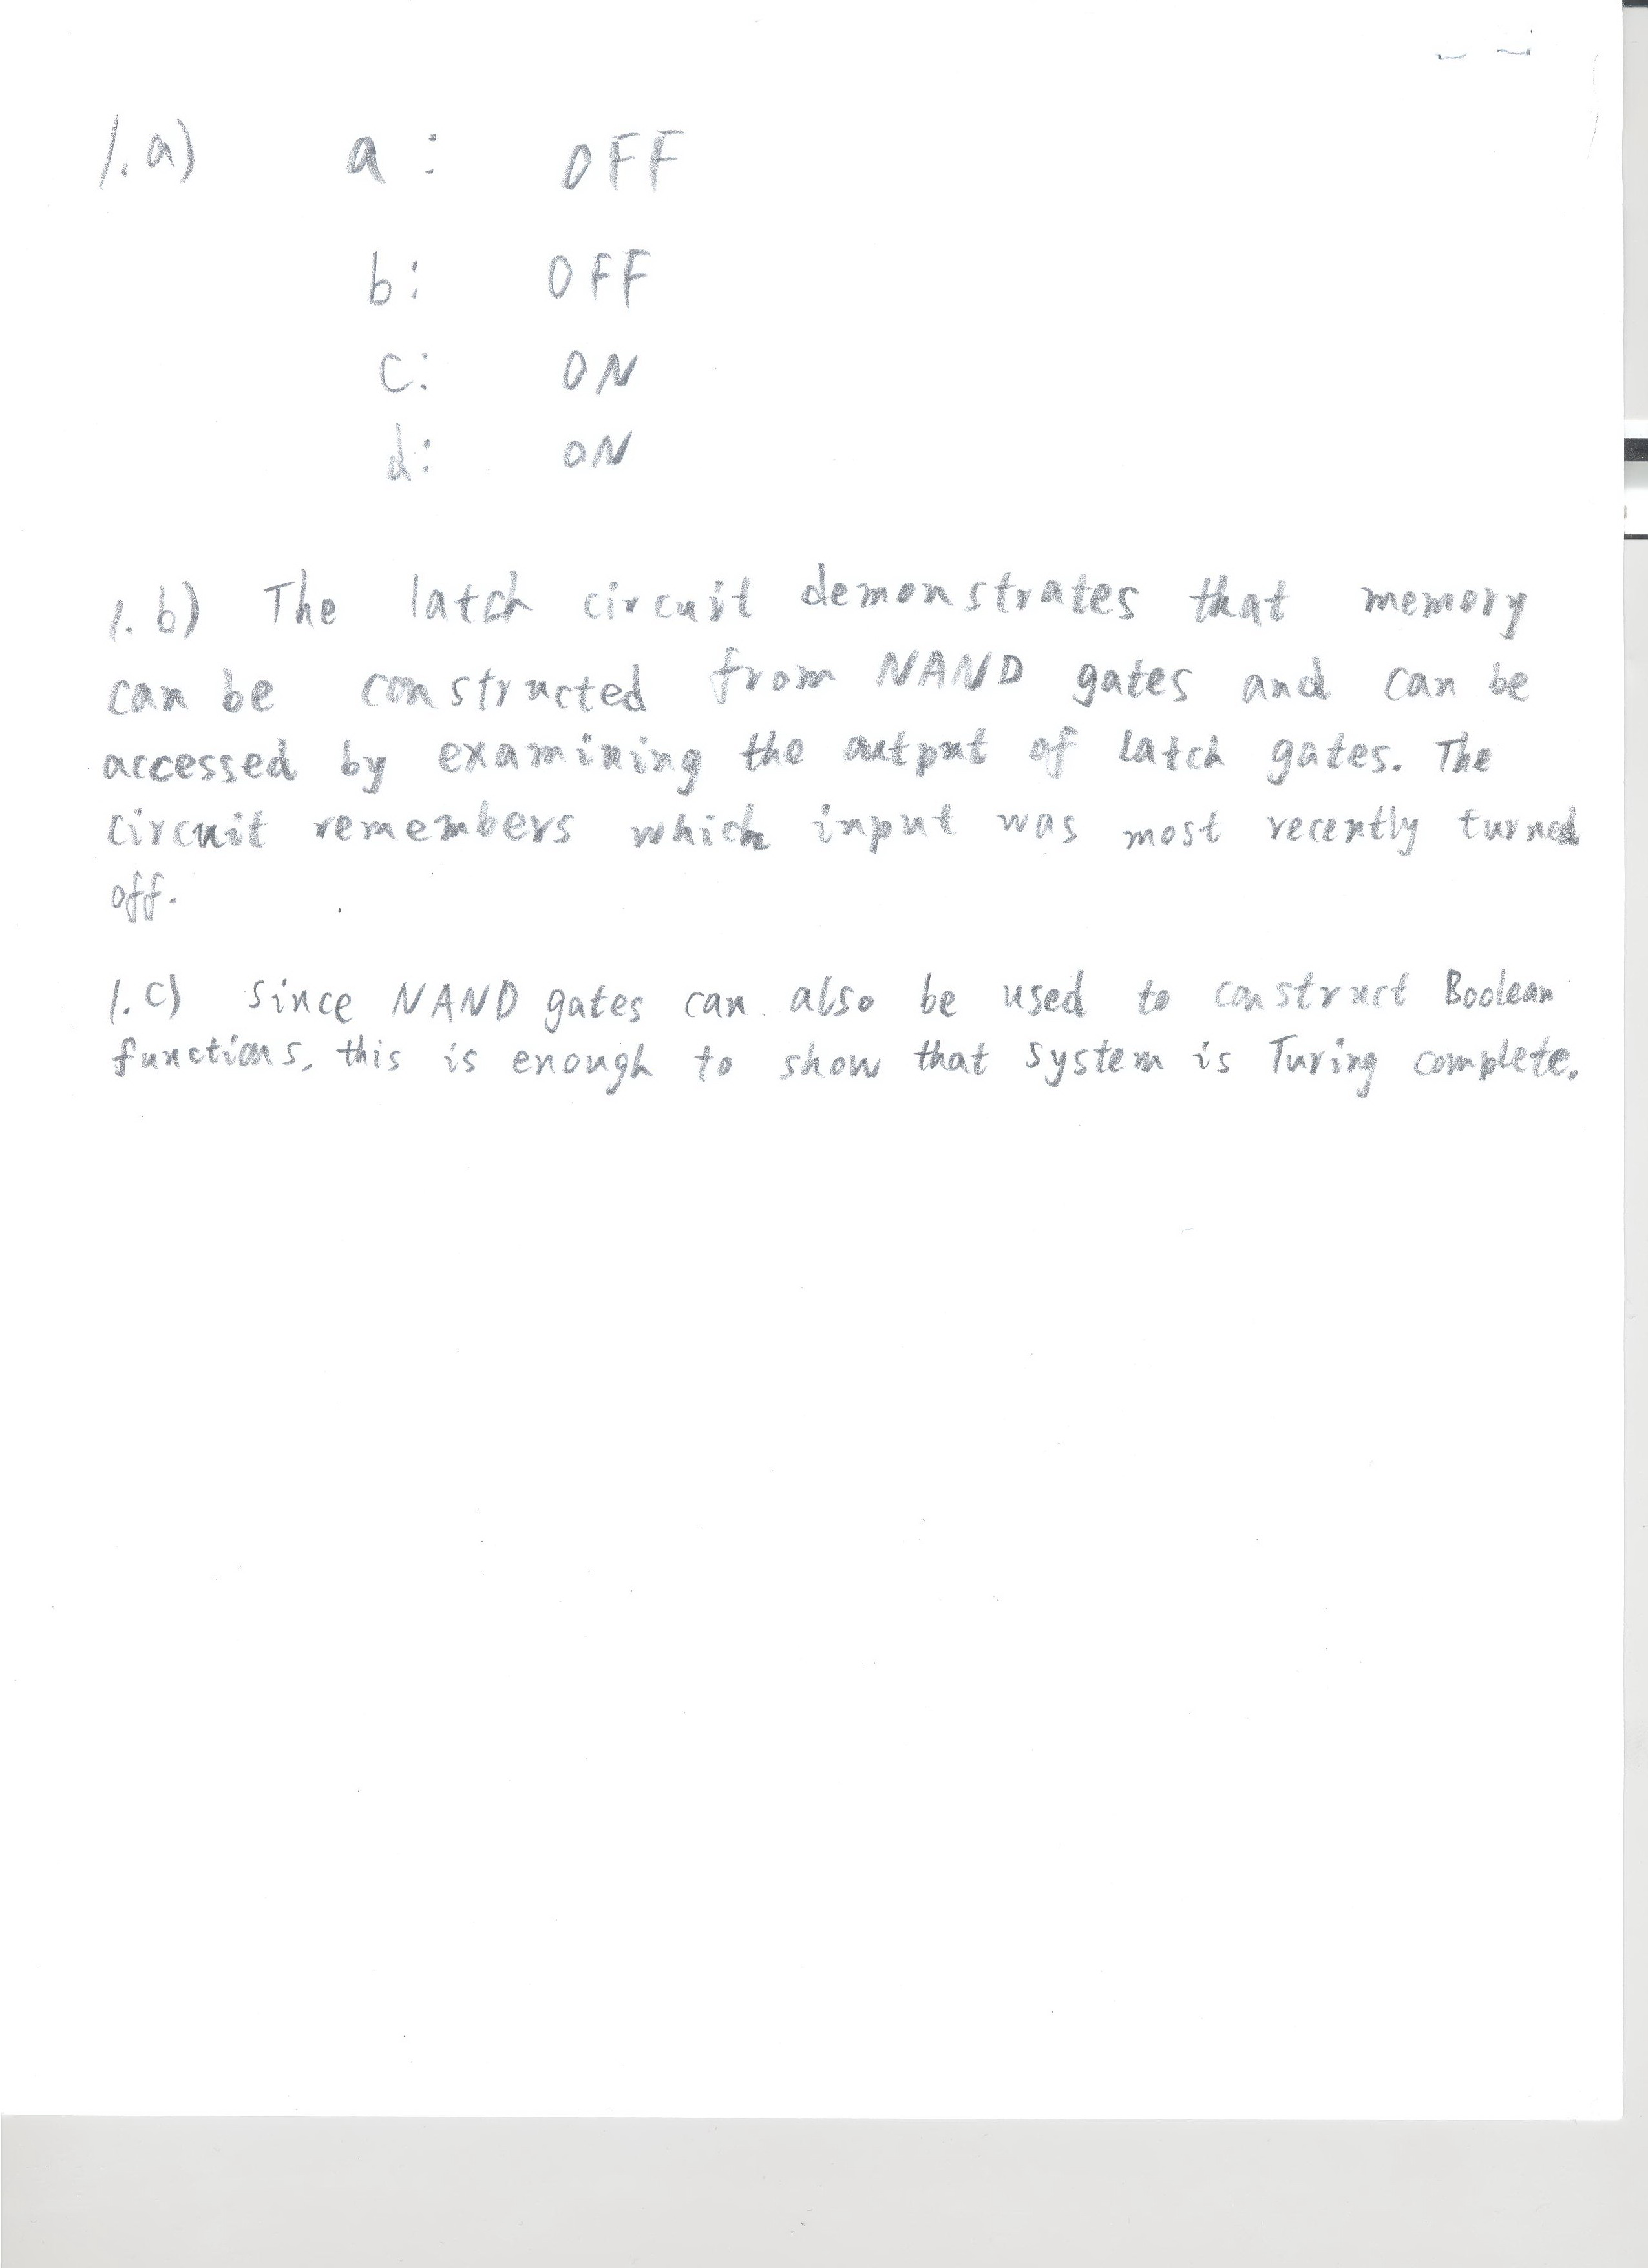 1.a) a: OFF
b: OFF
c: ON
d: ON
1.b) The latch circuit demonstrates that memory
can be constructed from NAND gates and can be
accessed by examining the output of latch gates. The
circuit remembers which input was most recently turned
off.
1.c) Since NAND gates can also be used to construct Boolean
functions, this is enough to show that system is Turing complete.